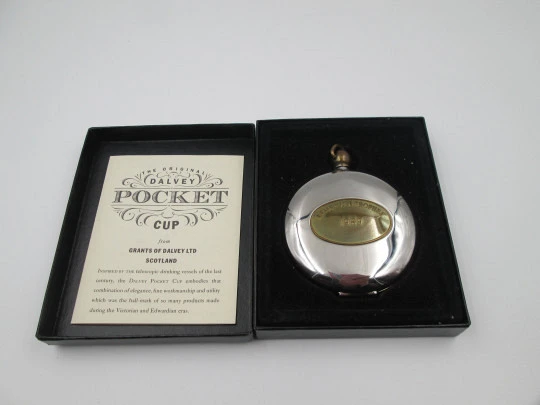 THE ORIGINAL
DALVEY
POCKET
CUP
from
GRANTS OF DALVEY LTD
SCOTLAND
INSPIRED BY THE telescopic drinking vessels of the last
century, the DALVEY POCKET CUP embodies that
combination of elegance, fine workmanship and utility
which was the hall mark of so many products made
during the Victorian and Edwardian eras.